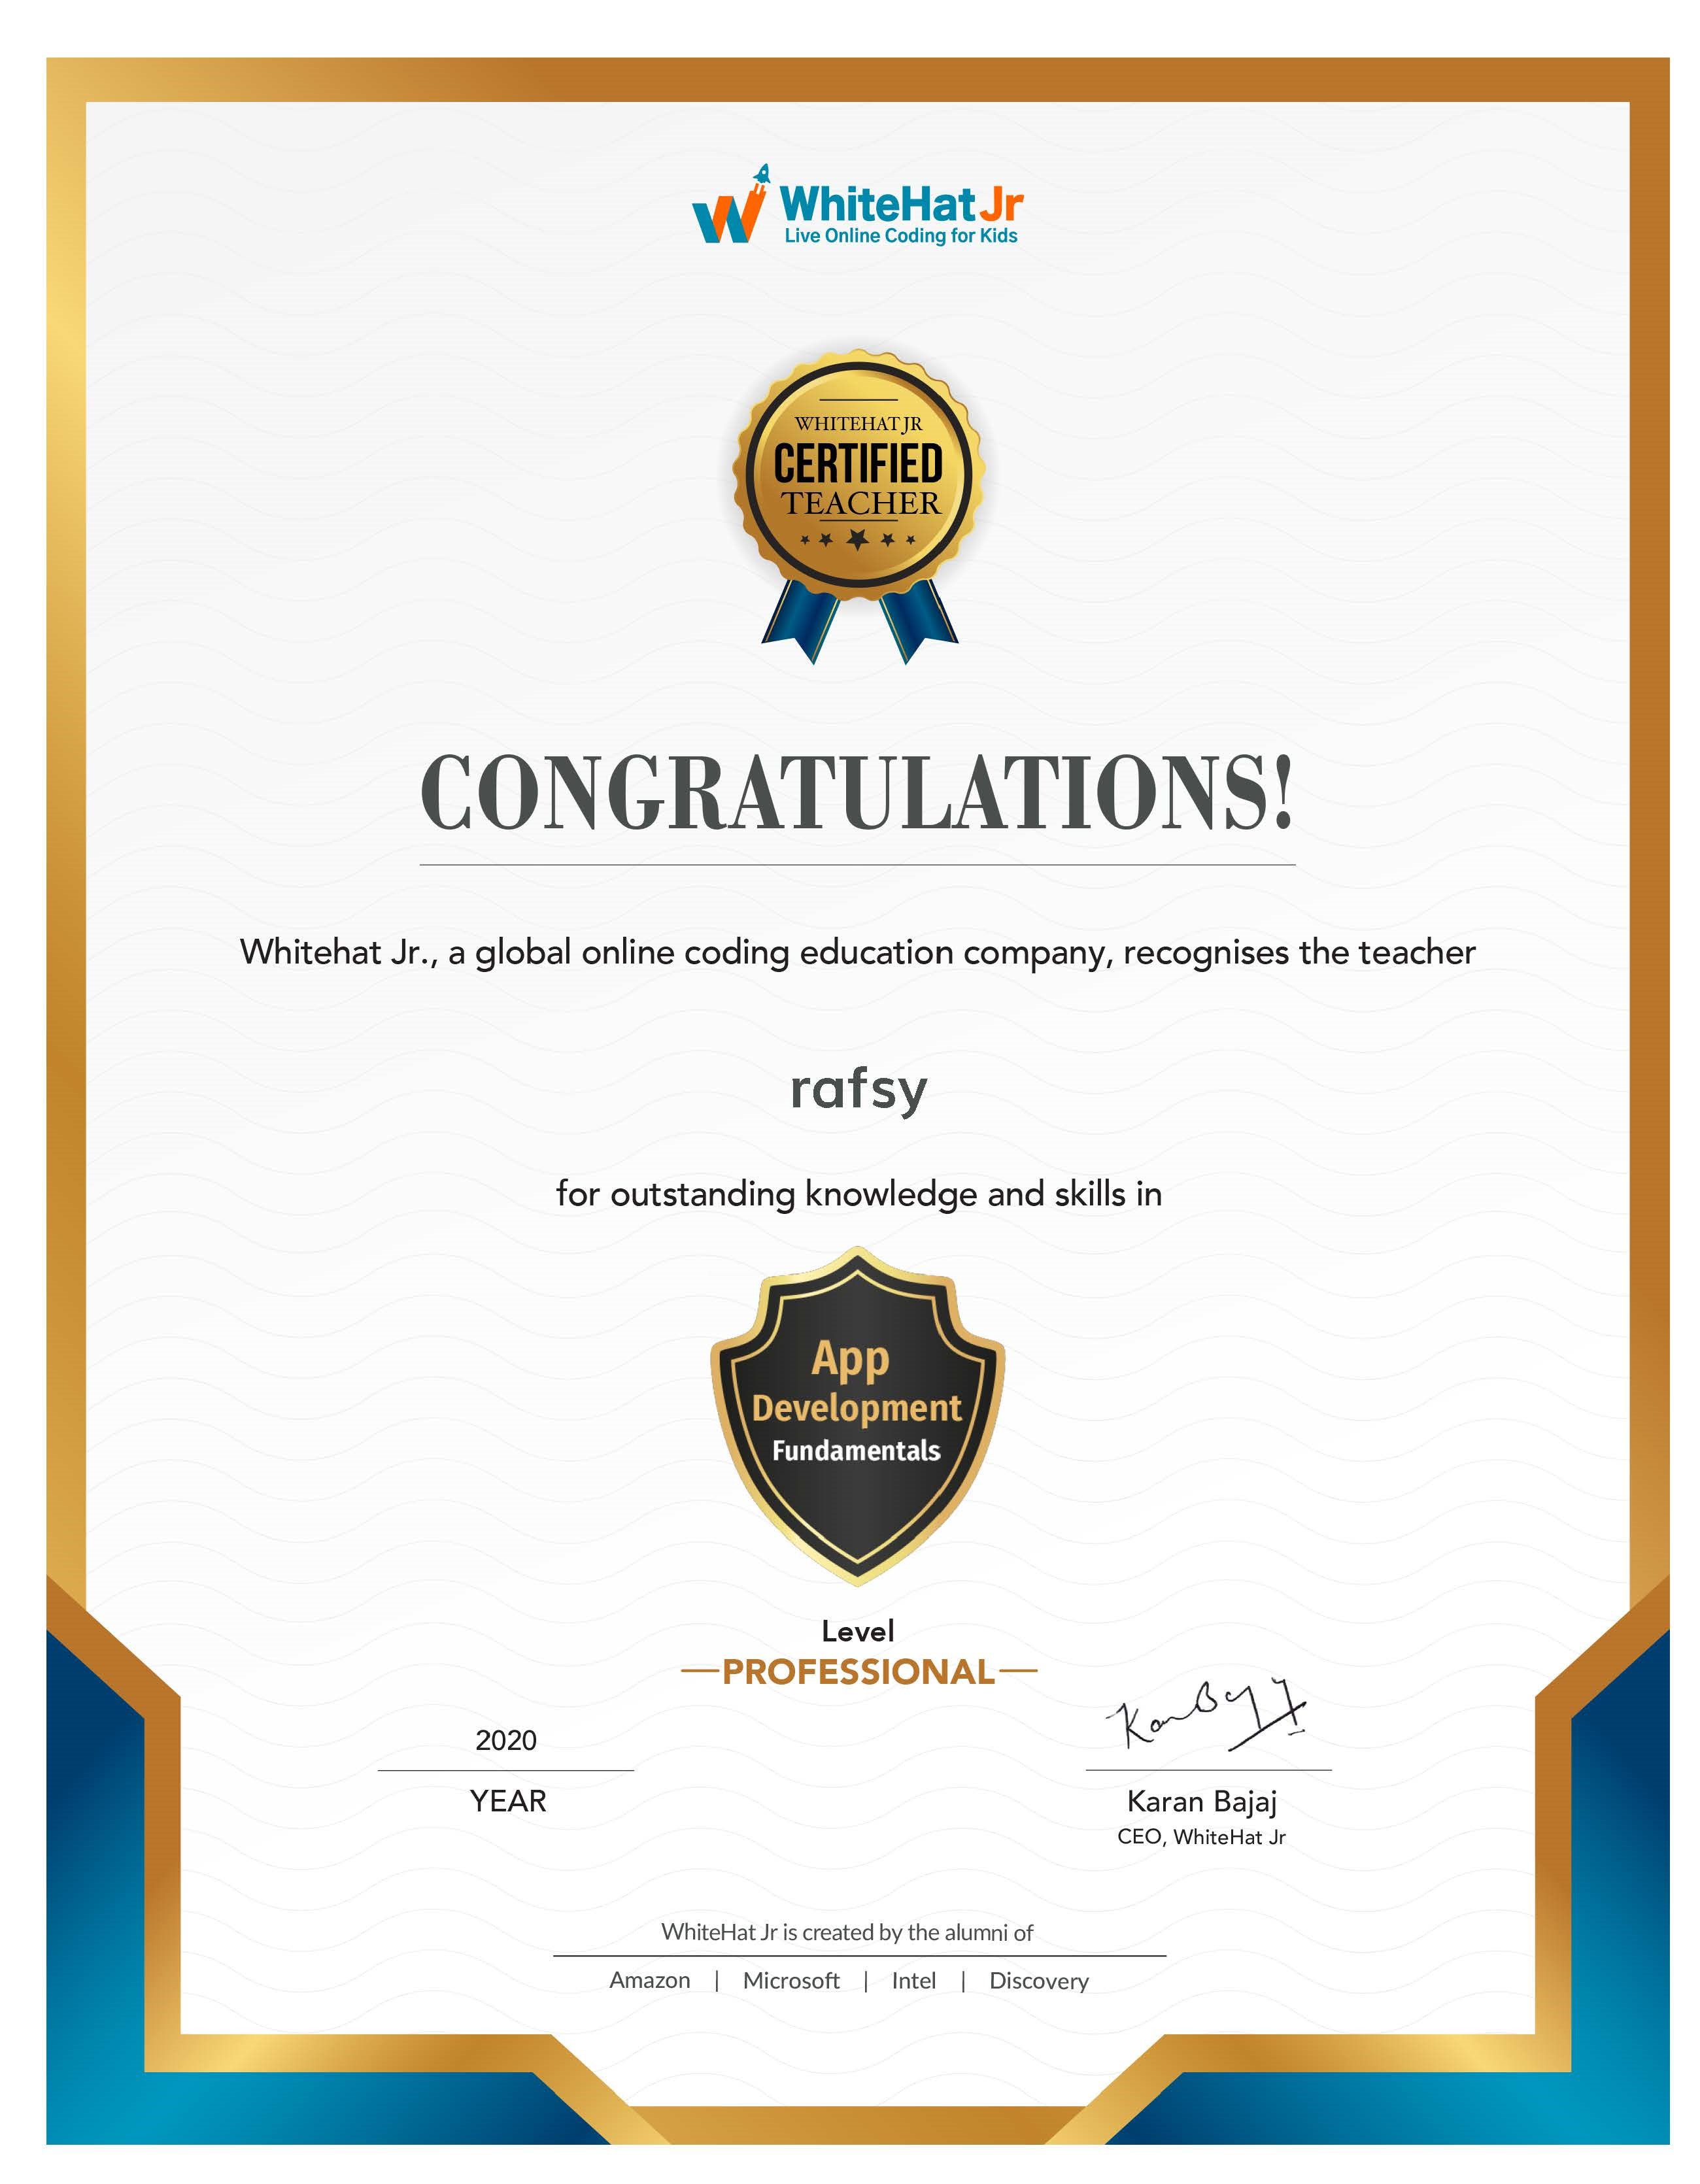 WhiteHat Jr
Live Online Coding for Kids
WHITEHAT JR
CERTIFIED
TEACHER
CONGRATULATIONS!
Whitehat Jr., a global online coding education company, recognises the teacher
rafsy
for outstanding knowledge and skills in
App
Development
Fundamentals
Level
PROFESSIONAL
2020
YEAR
Karan Bajaj
CEO, WhiteHat Jr
WhiteHat Jr is created by the alumni of
Amazon | Microsoft | Intel | Discovery